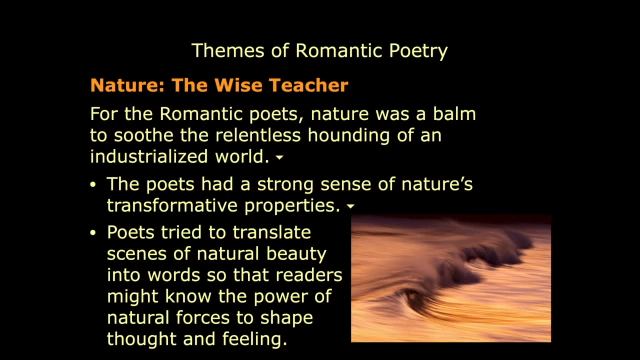 Themes of Romantic Poetry
Nature: The Wise Teacher
For the Romantic poets, nature was a balm
to soothe the relentless hounding of an
industrialized world.
• The poets had a strong sense of nature’s
transformative properties.
• Poets tried to translate
scenes of natural beauty
into words so that readers
might know the power of
natural forces to shape
thought and feeling.